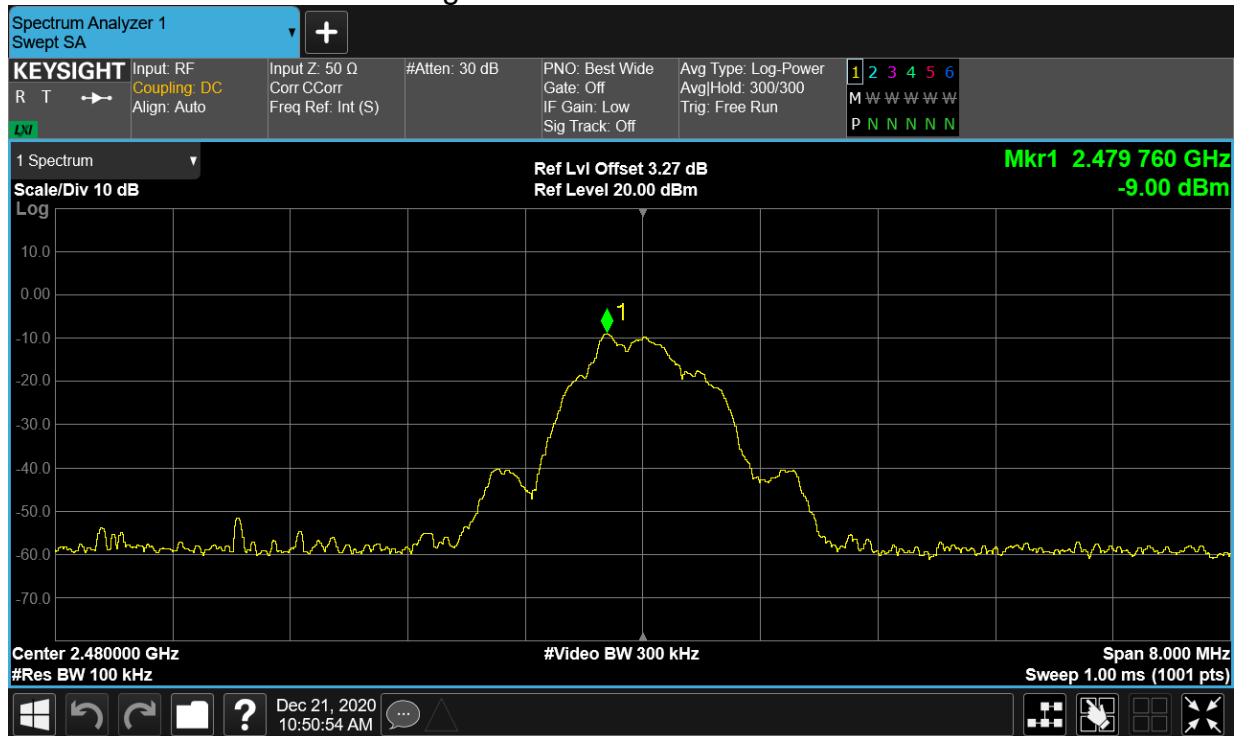 Spectrum Analyzer 1
Swept SA
KEYSIGHT
R T
LXI
Input: RF
Coupling: DC
Align: Auto
Input Z: 50 Ω
Corr CCorr
Freq Ref: Int (S)
#Atten: 30 dB
PNO: Best Wide
Gate: Off
IF Gain: Low
Sig Track: Off
Avg Type: Log-Power
Avg|Hold: 300/300
Trig: Free Run
1 2 3 4 5 6
M W W W W W W
P N N N N N N
1 Spectrum
Scale/Div 10 dB
Log
Ref Lvl Offset 3.27 dB
Ref Level 20.00 dBm
Mkr1 2.479 760 GHz
-9.00 dBm
10.0
0.00
1
-10.0
-20.0
-30.0
-40.0
-50.0
-60.0
-70.0
Center 2.480000 GHz
#Res BW 100 kHz
#Video BW 300 kHz
Span 8.000 MHz
Sweep 1.00 ms (1001 pts)
?
Dec 21, 2020
10:50:54 AM